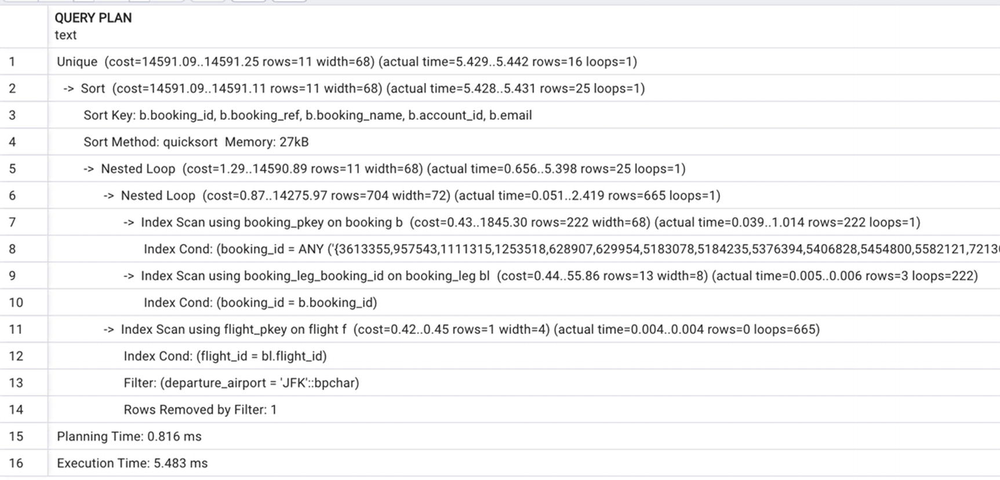 QUERY PLAN
text
1 Unique (cost=14591.09..14591.25 rows=11 width=68) (actual time=5.429..5.442 rows=16 loops=1)
2 -> Sort (cost=14591.09..14591.11 rows=11 width=68) (actual time=5.428..5.431 rows=25 loops=1)
3 Sort Key: b.booking_id, b.booking_ref, b.booking_name, b.account_id, b.email
4 Sort Method: quicksort Memory: 27kB
5 -> Nested Loop (cost=1.29..14590.89 rows=11 width=68) (actual time=0.656..5.398 rows=25 loops=1)
6 -> Nested Loop (cost=0.87..14275.97 rows=704 width=72) (actual time=0.051..2.419 rows=665 loops=1)
7 -> Index Scan using booking_pkey on booking b (cost=0.43..1845.30 rows=222 width=68) (actual time=0.039..1.014 rows=222 loops=1)
8 Index Cond: (booking_id = ANY ('{3613355,957543,1111315,1253518,628907,629954,5183078,5184235,5376394,5406828,5454800,5582121,7213
9 -> Index Scan using booking_leg_booking_id on booking_leg bl (cost=0.44..55.86 rows=13 width=8) (actual time=0.005..0.006 rows=3 loops=222)
10 Index Cond: (booking_id = b.booking_id)
11 -> Index Scan using flight_pkey on flight f (cost=0.42..0.45 rows=1 width=4) (actual time=0.004..0.004 rows=0 loops=665)
12 Index Cond: (flight_id = bl.flight_id)
13 Filter: (departure_airport = 'JFK'::bpchar)
14 Rows Removed by Filter: 1
15 Planning Time: 0.816 ms
16 Execution Time: 5.483 ms